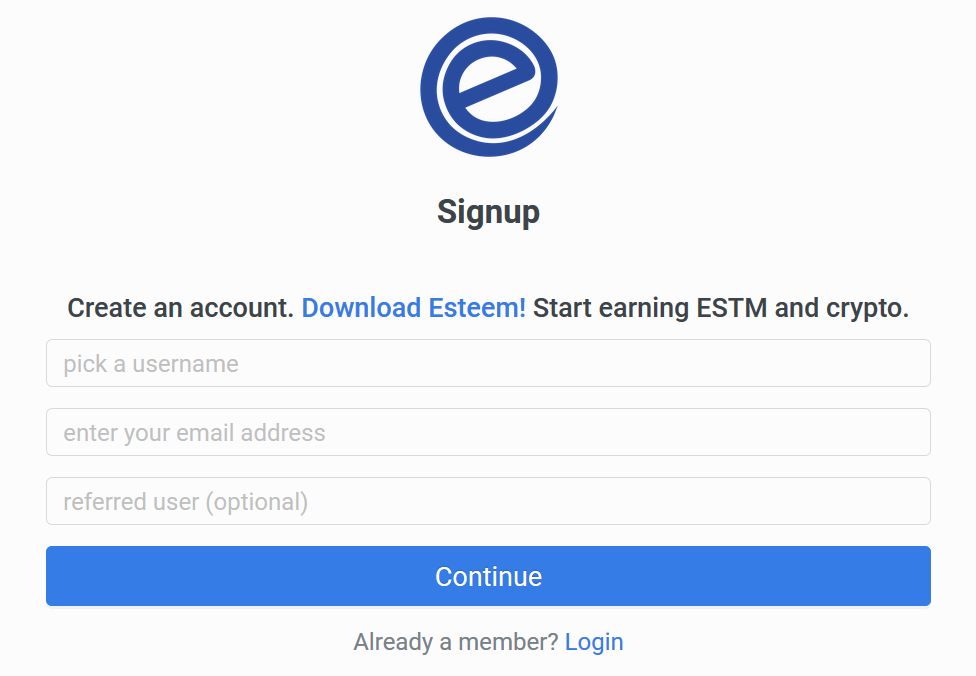 Signup
Create an account. Download Esteem! Start earning ESTM and crypto.
pick a username
enter your email address
referred user (optional)
Continue
Already a member? Login